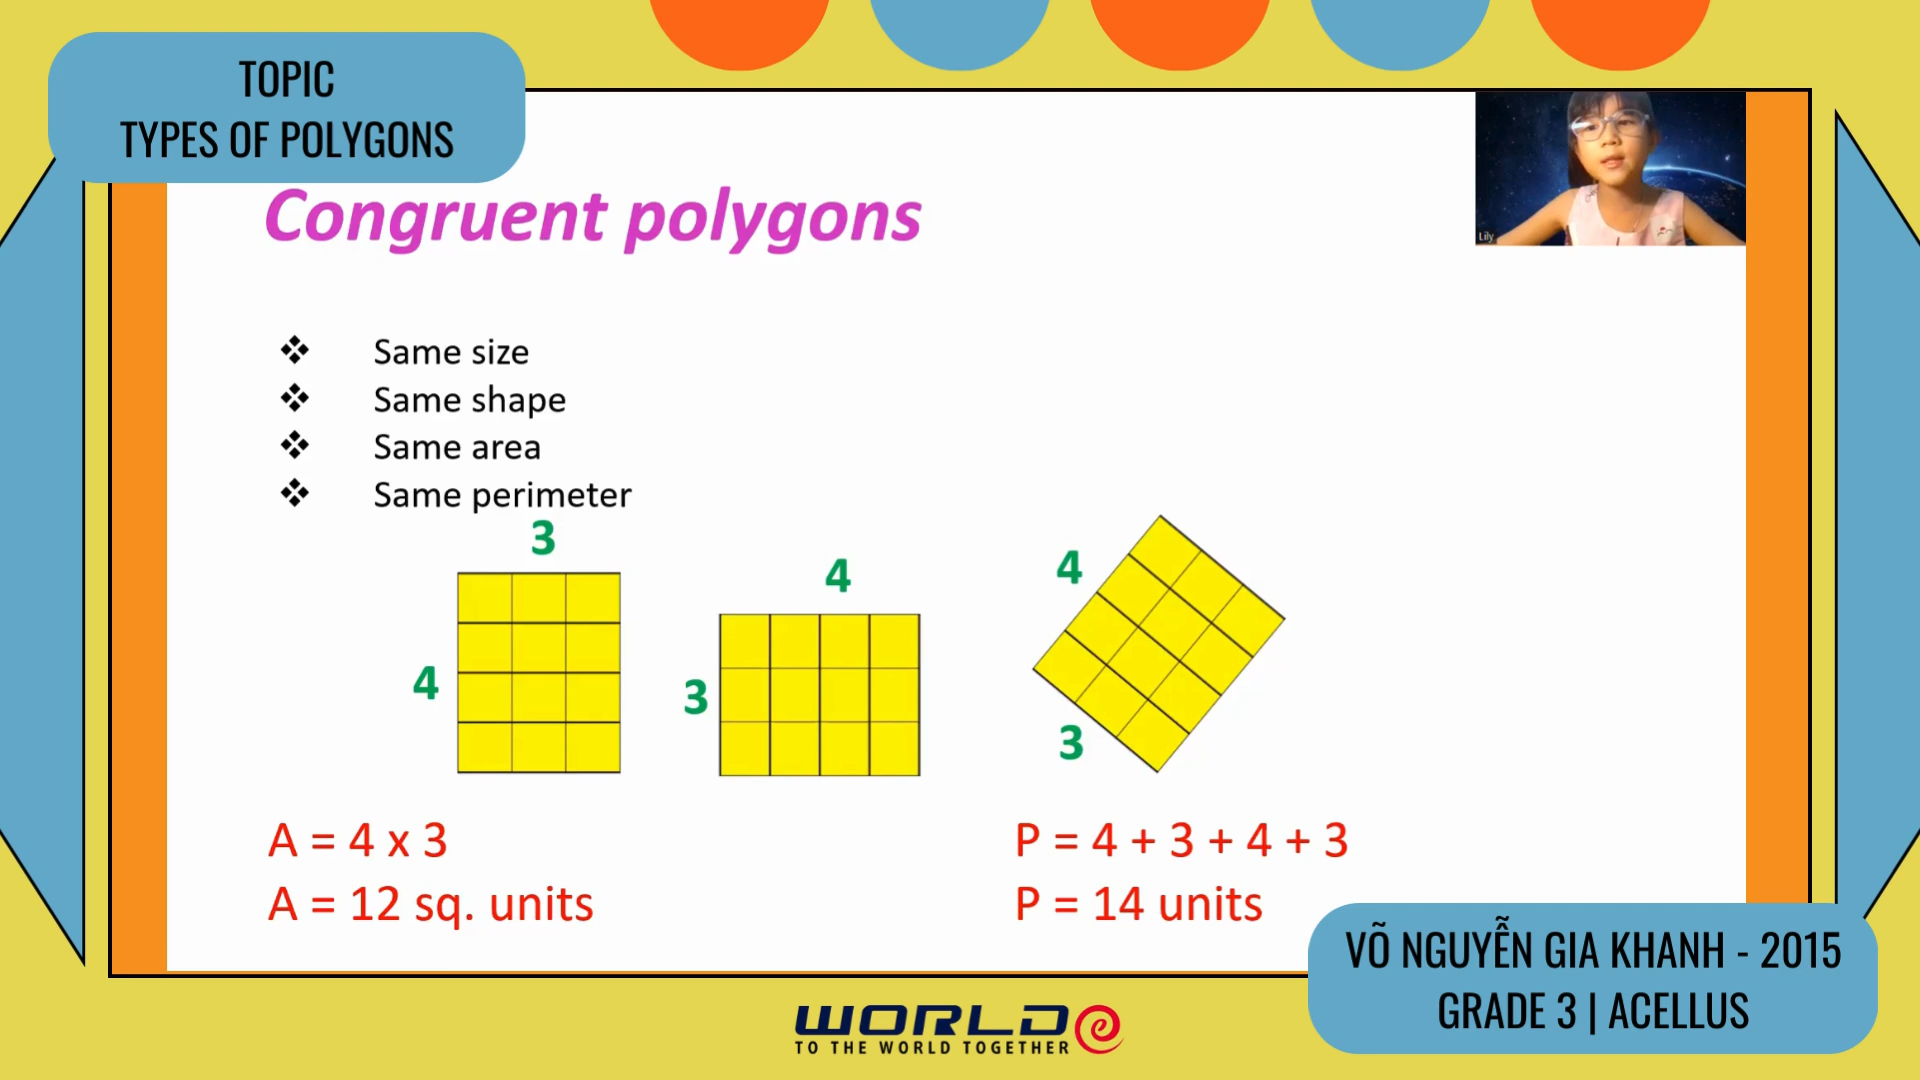 TOPIC
TYPES OF POLYGONS
Congruent polygons
Same size
Same shape
Same area
Same perimeter
3
4
4
3
4
3
A = 4 x 3
A = 12 sq. units
P = 4 + 3 + 4 + 3
P = 14 units
Lily
VÕ NGUYỄN GIA KHANH - 2015
GRADE 3 | ACELLUS
WORLD e
TO THE WORLD TOGETHER